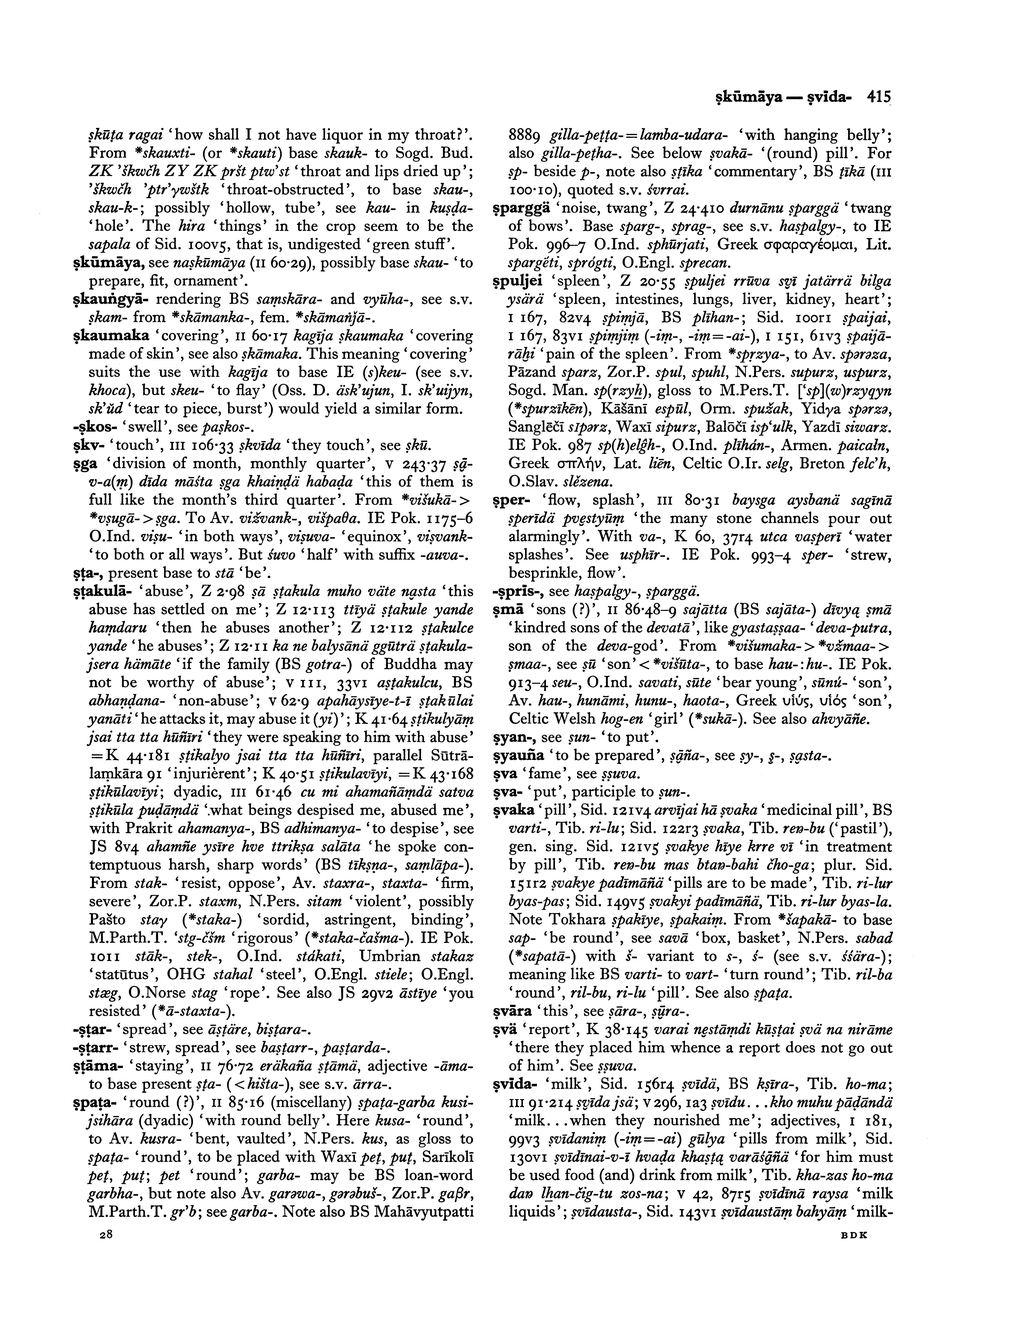 ṣkūmāya — ṣvīda- 415
ṣkūṭa ragai ‘how shall I not have liquor in my throat?’.
From *skauxti- (or *skauti) base skauk- to Sogd. Bud.
ZK ’škwčh ZY ZK pršt ptw’st ‘throat and lips dried up’;
’škwčh ’ptr’ywštk ‘throat-obstructed’, to base skau-,
skau-k-; possibly ‘hollow, tube’, see kau- in kuṣḍa-
‘hole’. The hira ‘things’ in the crop seem to be the
sapala of Sid. 100v5, that is, undigested ‘green stuff’.
ṣkūmāya, see naṣkūmāya (II 60·29), possibly base skau- ‘to
prepare, fit, ornament’.
ṣkauṅgyā- rendering BS saṃskāra- and vyūha-, see s.v.
ṣkam- from *skāmanka-, fem. *skāmanǰā-.
ṣkaumaka ‘covering’, II 60·17 kagīja ṣkaumaka ‘covering
made of skin’, see also ṣkāmaka. This meaning ‘covering’
suits the use with kagīja to base IE (s)keu- (see s.v.
khoca), but skeu- ‘to flay’ (Oss. D. äsk’ujun, I. sk’uijyn,
sk’ūd ‘tear to piece, burst’) would yield a similar form.
-ṣkos- ‘swell’, see paṣkos-.
ṣkv- ‘touch’, III 106·33 ṣkvīda ‘they touch’, see ṣkū.
ṣga ‘division of month, monthly quarter’, V 243·37 ṣā̤-
v-a(ṃ) dīda māśta ṣga khaiṇḍä habaḍa ‘this of them is
full like the month’s third quarter’. From *višukā->
*vṣugā->ṣga. To Av. vižvank-, višpaθa. IE Pok. 1175–6
O.Ind. viṣu- ‘in both ways’, viṣuva- ‘equinox’, viṣvank-
‘to both or all ways’. But śuvo ‘half’ with suffix -auva-.
ṣṭa-, present base to stā ‘be’.
ṣṭakulā- ‘abuse’, Z 2·98 ṣä ṣṭakula muho väte nạsta ‘this
abuse has settled on me’; Z 12·113 ttīyä ṣṭakule yande
haṃdaru ‘then he abuses another’; Z 12·112 ṣṭakulce
yande ‘he abuses’; Z 12·11 ka ne balysānä ggūträ ṣṭakula-
jsera hämāte ‘if the family (BS gotra-) of Buddha may
not be worthy of abuse’; V 111, 33v1 aṣṭakulcu, BS
abhaṇḍana- ‘non-abuse’; V 62·9 apahāysīye-t-ī ṣṭakūlai
yanāti ‘he attacks it, may abuse it (yi)’; K 41·64 ṣṭikulyāṃ
jsai tta tta hūñīri ‘they were speaking to him with abuse’
=K 44·181 ṣṭikalyo jsai tta tta hūñīri, parallel Sūtrā-
laṃkāra 91 ‘injurièrent’; K 40·51 ṣṭikulavīyi, =K 43·168
ṣṭikūlavīyi; dyadic, III 61·46 cu mi ahamañāṃdä satva
ṣṭikūla puḍāṃdä ‘what beings despised me, abused me’,
with Prakrit ahamanya-, BS adhimanya- ‘to despise’, see
JS 8v4 ahamñe ysīre hve ttrikṣa salāta ‘he spoke con-
temptuous harsh, sharp words’ (BS tīkṣṇa-, saṃlāpa-).
From stak- ‘resist, oppose’, Av. staxra-, staxta- ‘firm,
severe’, Zor.P. staxm, N.Pers. sitam ‘violent’, possibly
Pašto stay (*staka-) ‘sordid, astringent, binding’,
M.Parth.T. ’stg-čšm ‘rigorous’ (*staka-čašma-). IE Pok.
1011 stāk-, stek-, O.Ind. stákati, Umbrian stakaz
‘statūtus’, OHG stahal ‘steel’, O.Engl. stiele; O.Engl.
stæg, O.Norse stag ‘rope’. See also JS 29v2 āstīye ‘you
resisted’ (*ā-staxta-).
-ṣṭar- ‘spread’, see āṣṭäre, biṣṭara-.
-ṣṭarr- ‘strew, spread’, see baṣṭarr-, paṣṭarda-.
ṣṭāma- ‘staying’, II 76·72 eräkaña ṣṭāmä, adjective -āma-
to base present ṣṭa- (<hišta-), see s.v. ārra-.
ṣpaṭa- ‘round (?)’, II 85·16 (miscellany) ṣpaṭa-garba kusi-
jsihāra (dyadic) ‘with round belly’. Here kusa- ‘round’,
to Av. kusra- ‘bent, vaulted’, N.Pers. kus, as gloss to
ṣpaṭa- ‘round’, to be placed with Waxī peṭ, puṭ, Sarīkolī
peṭ, puṭ; pet ‘round’; garba- may be BS loan-word
garbha-, but note also Av. garəwa-, gərəbuš-, Zor.P. gaβr,
M.Parth.T. gr’b; see garba-. Note also BS Mahāvyutpatti
28
8889 gilla-peṭṭa-=lamba-udara- ‘with hanging belly’;
also gilla-peṭha-. See below ṣvakā- ‘(round) pill’. For
ṣp- beside p-, note also ṣṭīka ‘commentary’, BS ṭīkā (III
100·10), quoted s.v. śvrrai.
ṣparggä ‘noise, twang’, Z 24·410 durnānu ṣparggä ‘twang
of bows’. Base sparg-, sprag-, see s.v. haṣpalgy-, to IE
Pok. 996–7 O.Ind. sphūrjati, Greek σφαραγέομαι, Lit.
spargėti, sprógti, O.Engl. sprecan.
ṣpuljei ‘spleen’, Z 20·55 ṣpuljei rrūva ṣvī jatärrä bilga
ysärä ‘spleen, intestines, lungs, liver, kidney, heart’;
I 167, 82v4 ṣpiṃjā, BS plīhan-; Sid. 100r1 ṣpaijai,
I 167, 83v1 ṣpiṃjiṃ (-iṃ-, -iṃ=-ai-), I 151, 61v3 ṣpaijā-
rāḥi ‘pain of the spleen’. From *spṛzya-, to Av. spərəza,
Pāzand sparz, Zor.P. spul, spuhl, N.Pers. supurz, uspurz,
Sogd. Man. sp(rzyẖ), gloss to M.Pers.T. [’sp](w)rzyqyn
(*spurzīkēn), Kāšānī espūl, Orm. spužak, Yidγa spərzə,
Sanglēčī sɪpərz, Waxī sipurz, Balōčī isp‘ulk, Yazdī siwarz.
IE Pok. 987 sp(h)elĝh-, O.Ind. plīhán-, Armen. paicaln,
Greek σπλήν, Lat. liēn, Celtic O.Ir. selg, Breton felc’h,
O.Slav. slězena.
ṣper- ‘flow, splash’, III 80·31 baysga aysbanä sagīnā
ṣperīdä pvẹstyūṃ ‘the many stone channels pour out
alarmingly’. With va-, K 60, 37r4 utca vaṣperī ‘water
splashes’. See usphīr-. IE Pok. 993–4 sper- ‘strew,
besprinkle, flow’.
-ṣprīs-, see haṣpalgy-, ṣparggä.
ṣmā ‘sons (?)’, II 86·48–9 sajātta (BS sajāta-) dīvyạ ṣmā
‘kindred sons of the devatā’, like gyastaṣṣaa- ‘deva-putra,
son of the deva-god’. From *višumaka->*vžmaa->
ṣmaa-, see ṣū ‘son’<*višūta-, to base hau-:hu-. IE Pok.
913–4 seu-, O.Ind. savati, sūte ‘bear young’, sūnú- ‘son’,
Av. hau-, hunāmi, hunu-, haota-, Greek υἱύς, υἱός ‘son’,
Celtic Welsh hog-en ‘girl’ (*sukā-). See also ahvyāñe.
ṣyan-, see ṣun- ‘to put’.
ṣyauña ‘to be prepared’, ṣāña-, see ṣy-, ṣ-, ṣạsta-.
ṣva ‘fame’, see ṣṣuva.
ṣva- ‘put’, participle to ṣun-.
ṣvaka ‘pill’, Sid. 121v4 arvījai hā ṣvaka ‘medicinal pill’, BS
varti-, Tib. ri-lu; Sid. 122r3 ṣvaka, Tib. reṅ-bu (‘pastil’),
gen. sing. Sid. 121v5 ṣvakye hīye krre vī ‘in treatment
by pill’, Tib. reṅ-bu mas btaṅ-bahi čho-ga; plur. Sid.
151r2 ṣvakye padīmāñä ‘pills are to be made’, Tib. ri-lur
byas-pas; Sid. 149v5 ṣvakyi padīmāñä, Tib. ri-lur byas-la.
Note Tokhara spakīye, ṣpakaiṃ. From *šapakā- to base
sap- ‘be round’, see savā ‘box, basket’, N.Pers. sabad
(*sapatā-) with š- variant to s-, ś- (see s.v. śśära-);
meaning like BS varti- to vart- ‘turn round’; Tib. ril-ba
‘round’, ril-bu, ri-lu ‘pill’. See also ṣpaṭa.
ṣvāra ‘this’, see ṣāra-, ṣụ̄ra-.
ṣvä ‘report’, K 38·145 varai nẹstāṃdi kūṣṭai ṣvä na nirāme
‘there they placed him whence a report does not go out
of him’. See ṣṣuva.
ṣvīda- ‘milk’, Sid. 156r4 ṣvīdä, BS kṣīra-, Tib. ho-ma;
III 91·214 ṣvīda jsä; V 296, 1a3 ṣvīdu...kho muhu pāḍāndä
‘milk...when they nourished me’; adjectives, I 181,
99v3 ṣvīdaniṃ (-iṃ=-ai) gūlya ‘pills from milk’, Sid.
130v1 ṣvīdīnai-v-ī hvaḍa khaṣṭạ varāśā̤ñä ‘for him must
be used food (and) drink from milk’, Tib. kha-zas ho-ma
daṅ lhan-čig-tu zos-na; V 42, 87r5 ṣvīdīnā raysa ‘milk
liquids’; ṣvīdausta-, Sid. 143v1 ṣvīdaustāṃ bahyāṃ ‘milk-
BDK